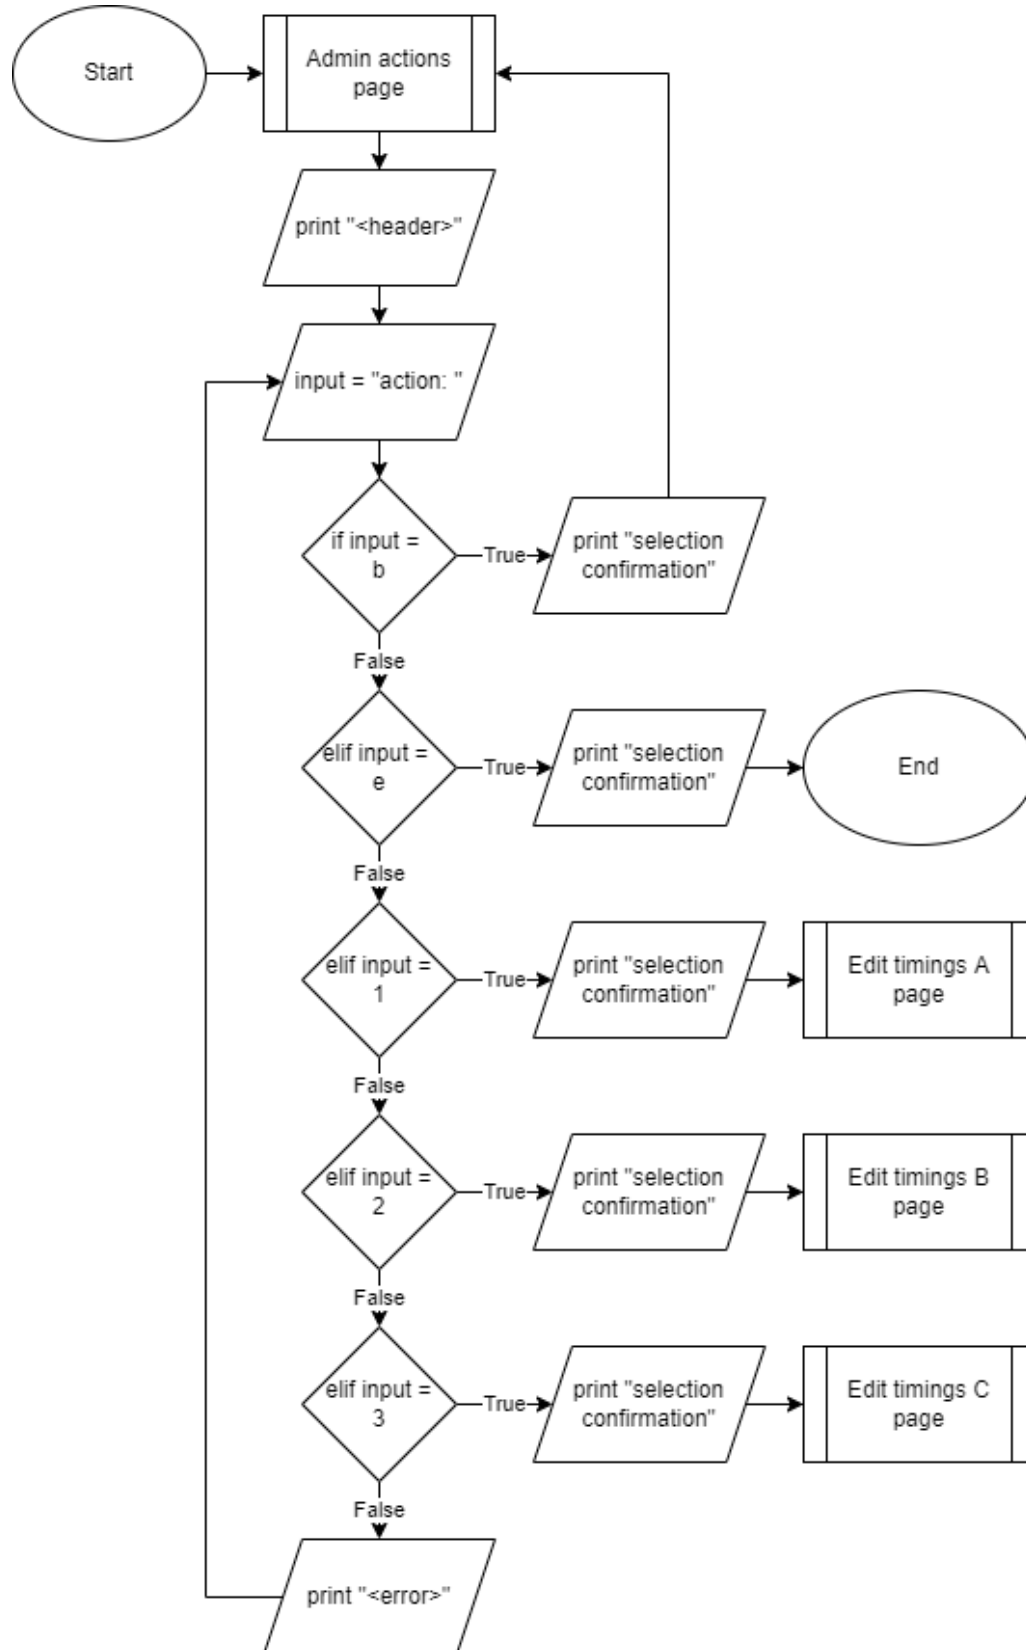 Start
Admin actions
page
print "<header>"
input = "action: "
if input =
b
True
print "selection
confirmation"
False
elif input =
e
True
print "selection
confirmation"
End
False
elif input =
1
True
print "selection
confirmation"
Edit timings A
page
False
elif input =
2
True
print "selection
confirmation"
Edit timings B
page
False
elif input =
3
True
print "selection
confirmation"
Edit timings C
page
False
print "<error>"